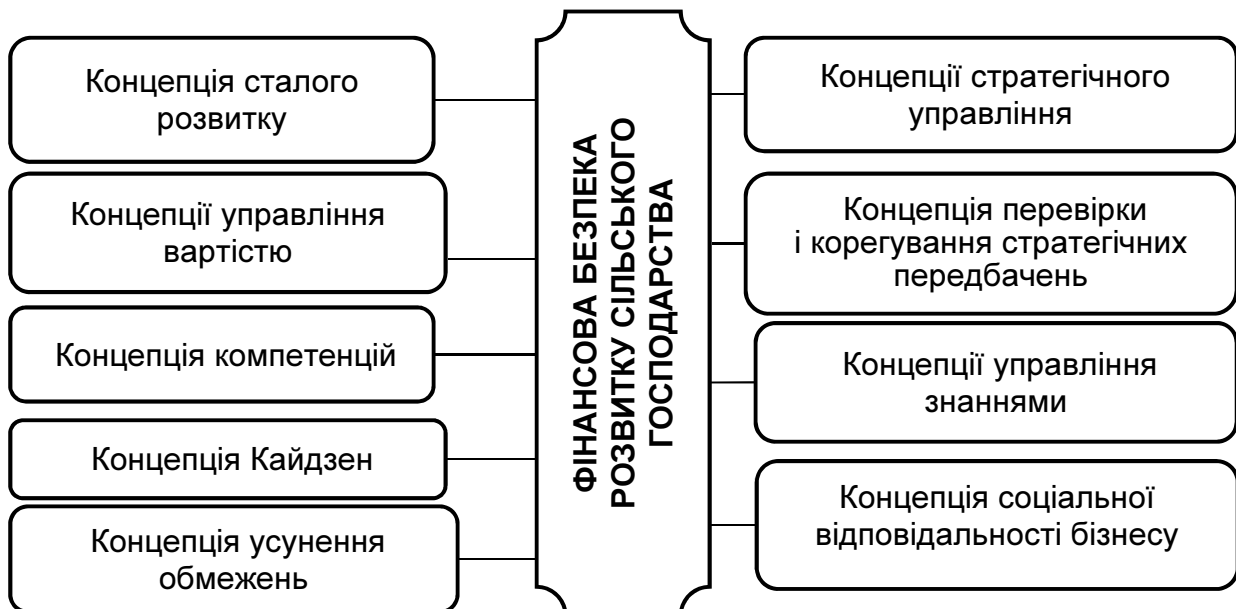 Концепція сталого
розвитку
Концепції управління
вартістю
Концепція компетенцій
Концепція Кайдзен
Концепція усунення
обмежень
ФІНАНСОВА БЕЗПЕКА
РОЗВИТКУ СІЛЬСЬКОГО
ГОСПОДАРСТВА
Концепції стратегічного
управління
Концепція перевірки
і корегування стратегічних
передбачень
Концепції управління
знаннями
Концепція соціальної
відповідальності бізнесу